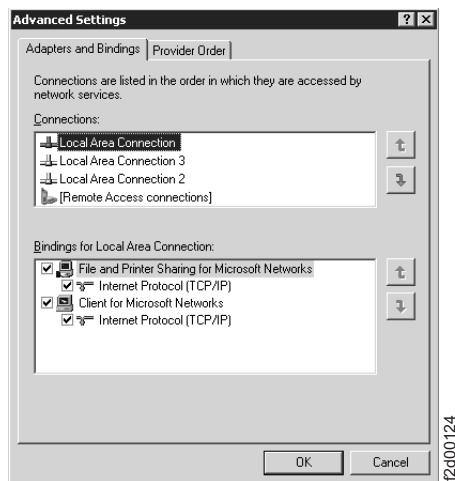 Advanced Settings
Adapters and Bindings
Provider Order
Connections are listed in the order in which they are accessed by
network services.
Connections:
Local Area Connection
Local Area Connection 3
Local Area Connection 2
[Remote Access connections]
Bindings for Local Area Connection:
File and Printer Sharing for Microsoft Networks
Internet Protocol (TCP/IP)
Client for Microsoft Networks
Internet Protocol (TCP/IP)
OK
Cancel
f2d00124